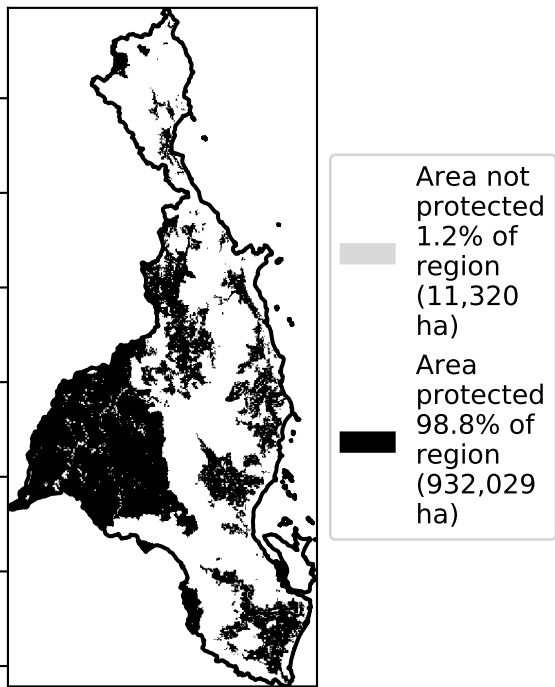 Area not
protected
1.2% of
region
(11,320
ha)
Area
protected
98.8% of
region
(932,029
ha)